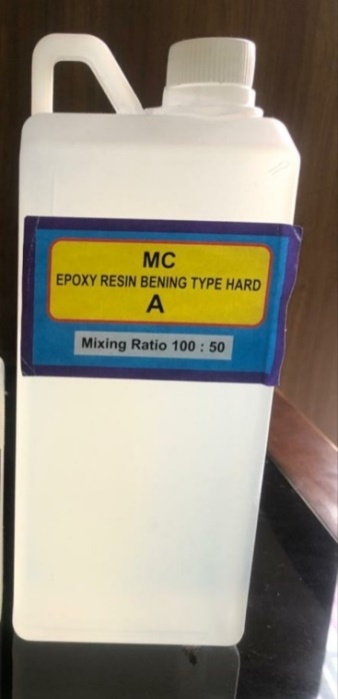 MC
EPOXY RESIN BENING TYPE HARD
A
Mixing Ratio 100 : 50